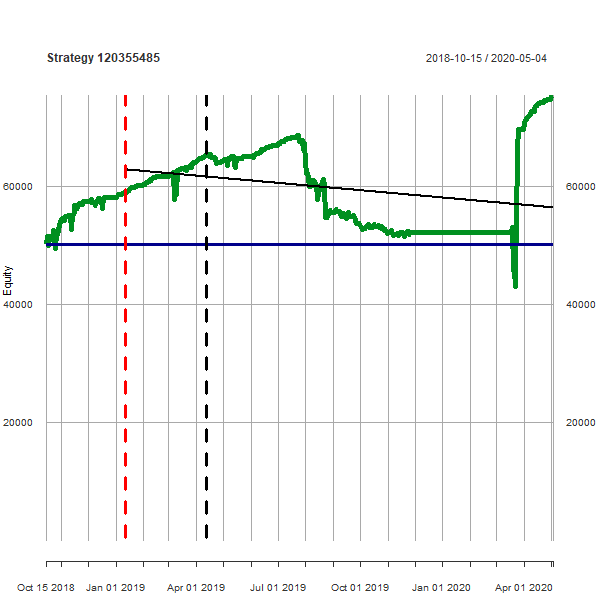 Strategy 120355485
2018-10-15 / 2020-05-04
60000
60000
Equity
40000
40000
20000
20000
Oct 15 2018
Jan 01 2019
Apr 01 2019
Jul 01 2019
Oct 01 2019
Jan 01 2020
Apr 01 2020